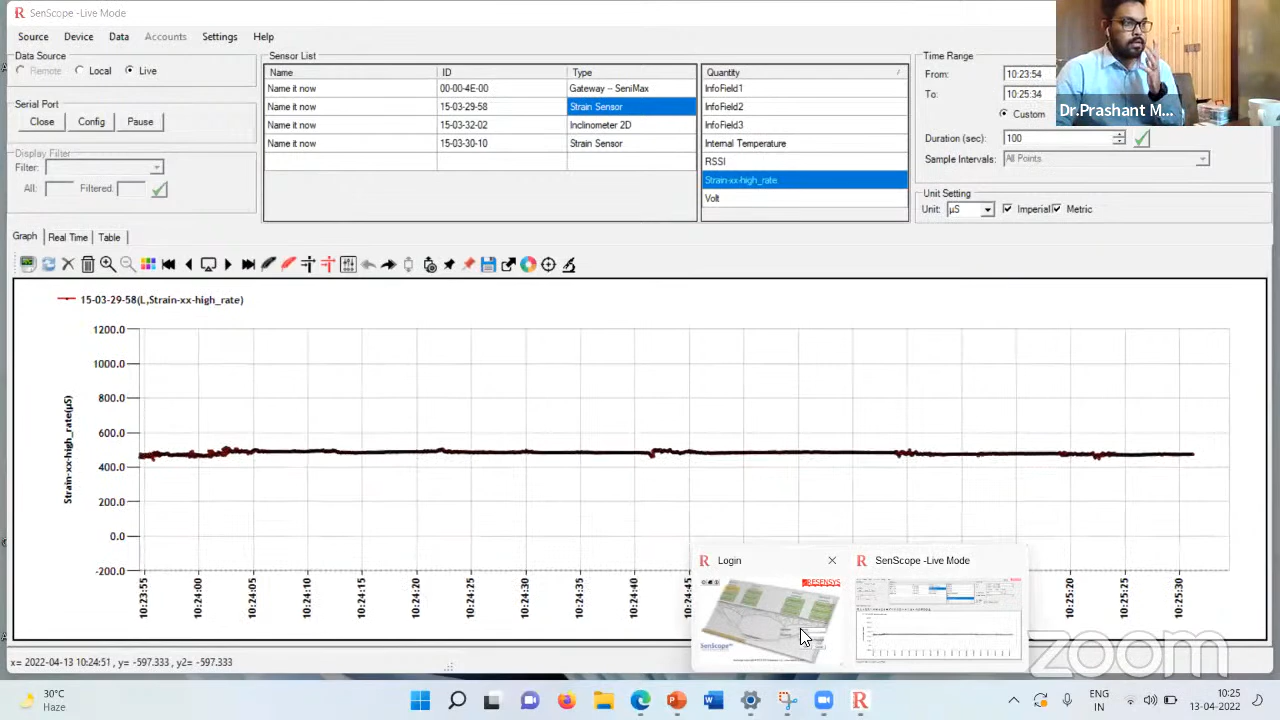 SenScope -Live Mode
Source Device Data Accounts Settings Help
Data Source
Remote Local Live
Serial Port
Close Config Pause
Display Filter
Filter:
All: Filtered:
Sensor List
Name ID Type
Name it now 00-00-4E-00 Gateway -- SeniMax
Name it now 15-03-29-58 Strain Sensor
Name it now 15-03-32-02 Inclinometer 2D
Name it now 15-03-30-10 Strain Sensor
Quantity
InfoField1
InfoField2
InfoField3
Internal Temperature
RSSI
Strain-xx-high_rate
Volt
Time Range
From: 10:23:54
To: 10:25:34
Custom
Duration (sec): 100
Sample Intervals: All Points
Unit Setting
Unit: µS Imperial Metric
Dr.Prashant M...
Graph Real Time Table
15-03-29-58(L,Strain-xx-high_rate)
Strain-xx-high_rate(µS)
1200.0
1000.0
800.0
600.0
400.0
200.0
0.0
-200.0
10:23:55 10:24:00 10:24:05 10:24:10 10:24:15 10:24:20 10:24:25 10:24:30 10:24:35 10:24:40 10:24:45 10:25:20 10:25:25 10:25:30
Login SenScope -Live Mode
RESENSYS
SenScope
x= 2022-04-13 10:24:51, y= -597.333, y2= -597.333
zoom
30°C
Haze
ENG
IN
10:25
13-04-2022